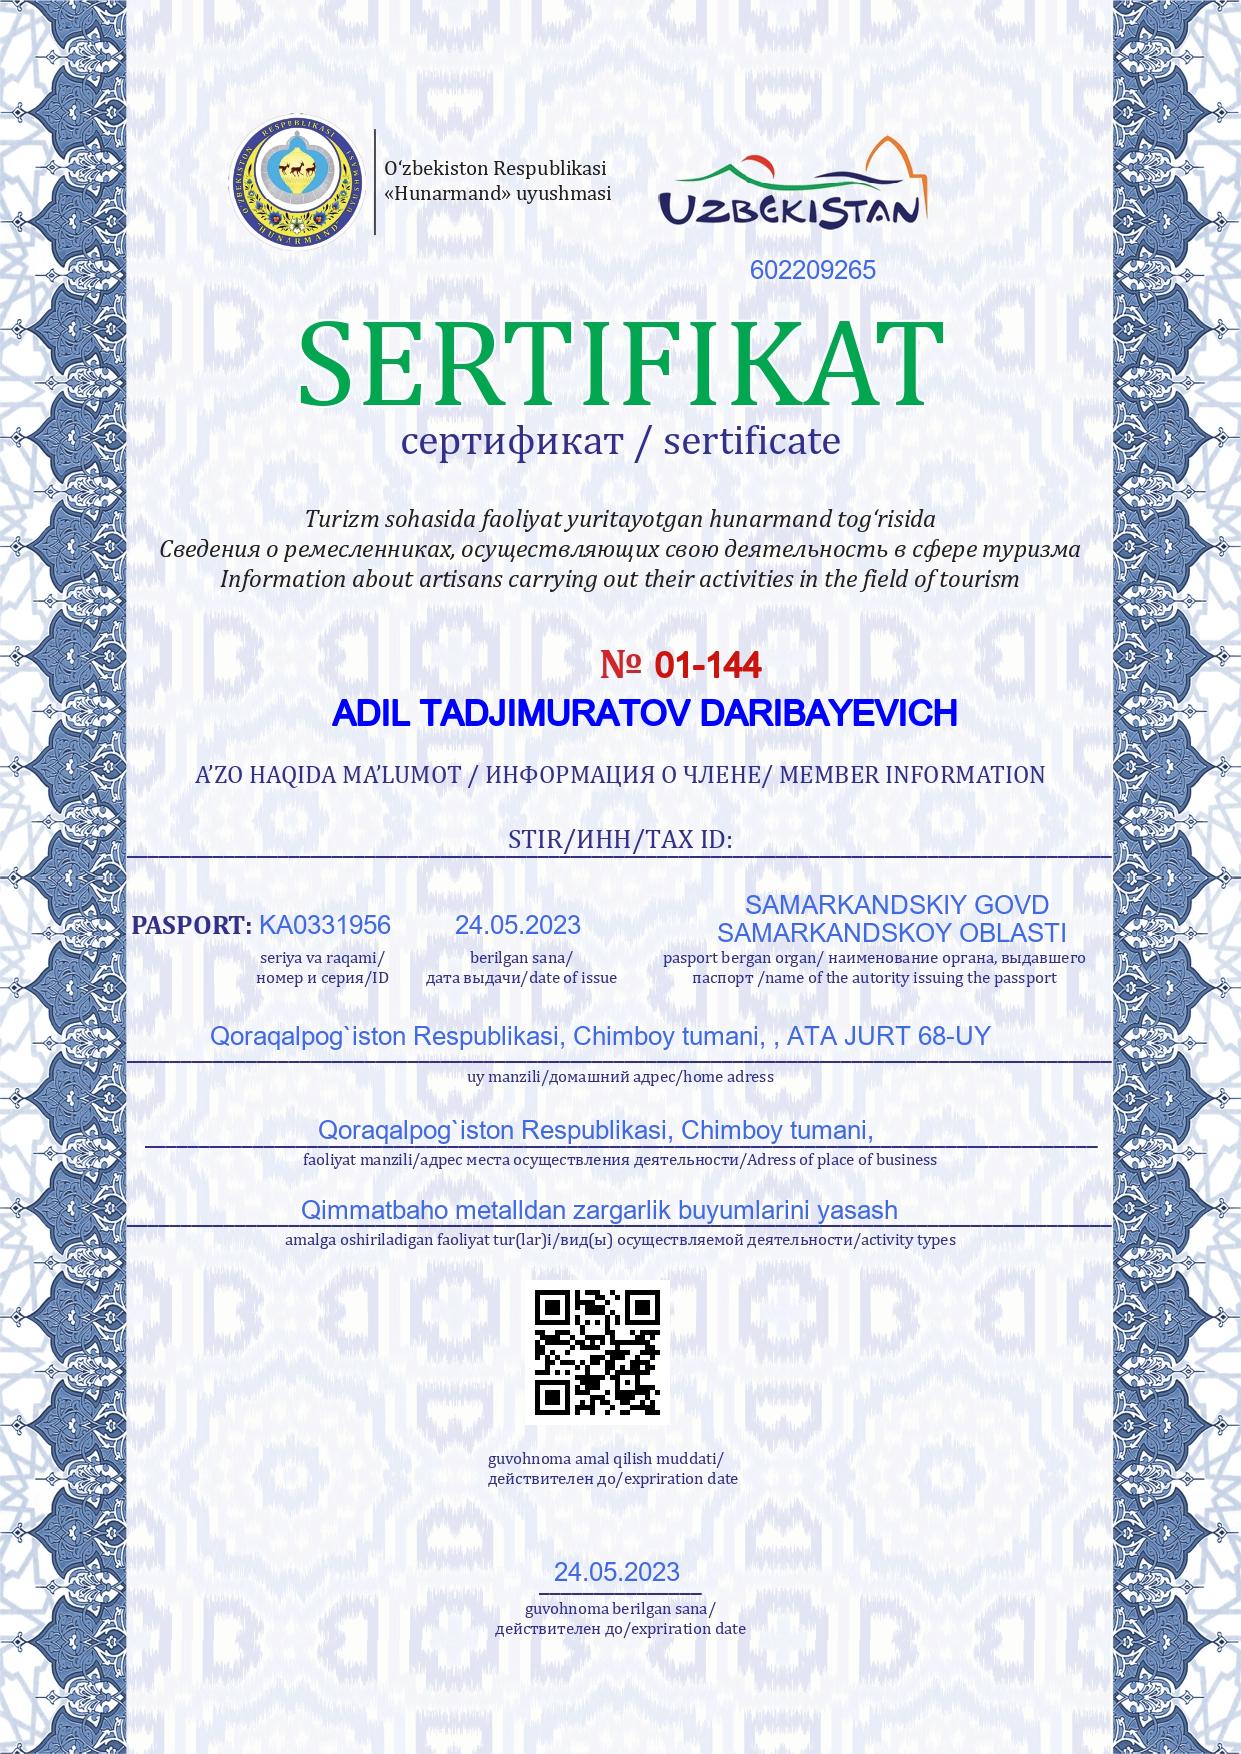 OʻZBEKISTON RESPUBLIKASI
HUNARMAND UYUSHMASI
O‘zbekiston Respublikasi
«Hunarmand» uyushmasi
UZBEKISTAN
602209265
SERTIFIKAT
сертификат / sertificate
Turizm sohasida faoliyat yuritayotgan hunarmand tog‘risida
Сведения о ремесленниках, осуществляющих свою деятельность в сфере туризма
Information about artisans carrying out their activities in the field of tourism
№ 01-144
ADIL TADJIMURATOV DARIBAYEVICH
A’ZO HAQIDA MA’LUMOT / ИНФОРМАЦИЯ О ЧЛЕНЕ/ MEMBER INFORMATION
STIR/ИНН/TAX ID:
SAMARKANDSKIY GOVD
PASPORT: KA0331956 24.05.2023 SAMARKANDSKOY OBLASTI
seriya va raqami/ berilgan sana/ pasport bergan organ/ наименование органа, выдавшего
номер и серия/ID дата выдачи/date of issue паспорт /name of the autority issuing the passport
Qoraqalpog`iston Respublikasi, Chimboy tumani, , ATA JURT 68-UY
uy manzili/домашний адрес/home adress
Qoraqalpog`iston Respublikasi, Chimboy tumani,
faoliyat manzili/адрес места осуществления деятельности/Adress of place of business
Qimmatbaho metalldan zargarlik buyumlarini yasash
amalga oshiriladigan faoliyat tur(lar)i/вид(ы) осуществляемой деятельности/activity types
guvohnoma amal qilish muddati/
действителен до/expriration date
24.05.2023
guvohnoma berilgan sana/
действителен до/expriration date